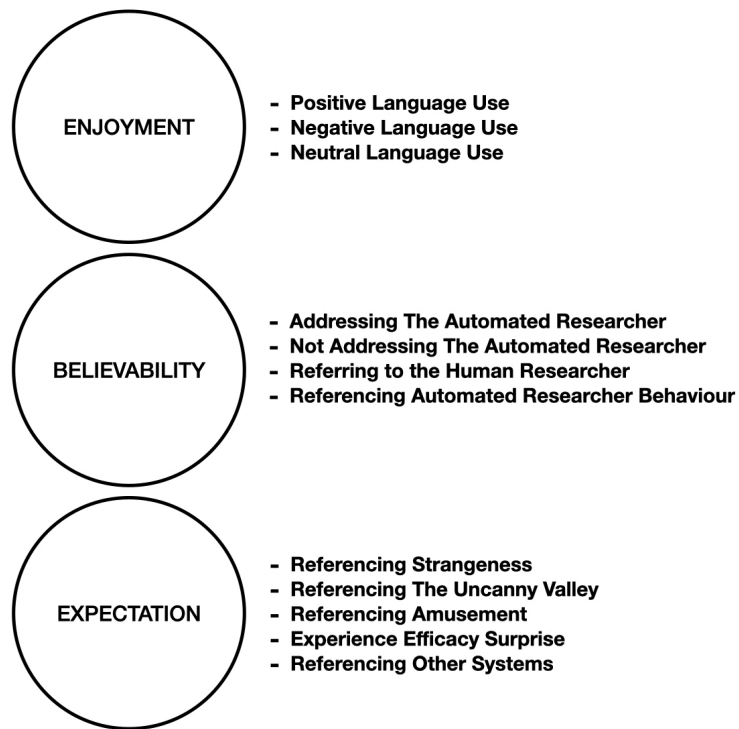 ENJOYMENT
- Positive Language Use
- Negative Language Use
- Neutral Language Use
BELIEVABILITY
- Addressing The Automated Researcher
- Not Addressing The Automated Researcher
- Referring to the Human Researcher
- Referencing Automated Researcher Behaviour
EXPECTATION
- Referencing Strangeness
- Referencing The Uncanny Valley
- Referencing Amusement
- Experience Efficacy Surprise
- Referencing Other Systems